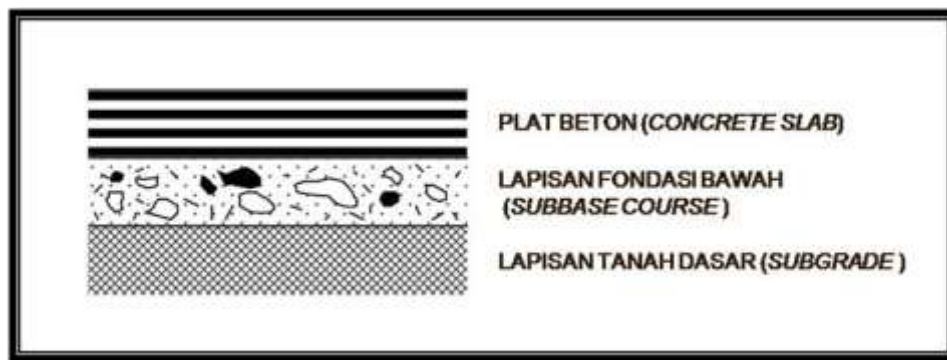 PLAT BETON (CONCRETE SLAB)
LAPISAN FONDASI BAWAH
(SUBBASE COURSE )
LAPISAN TANAH DASAR (SUBGRADE )